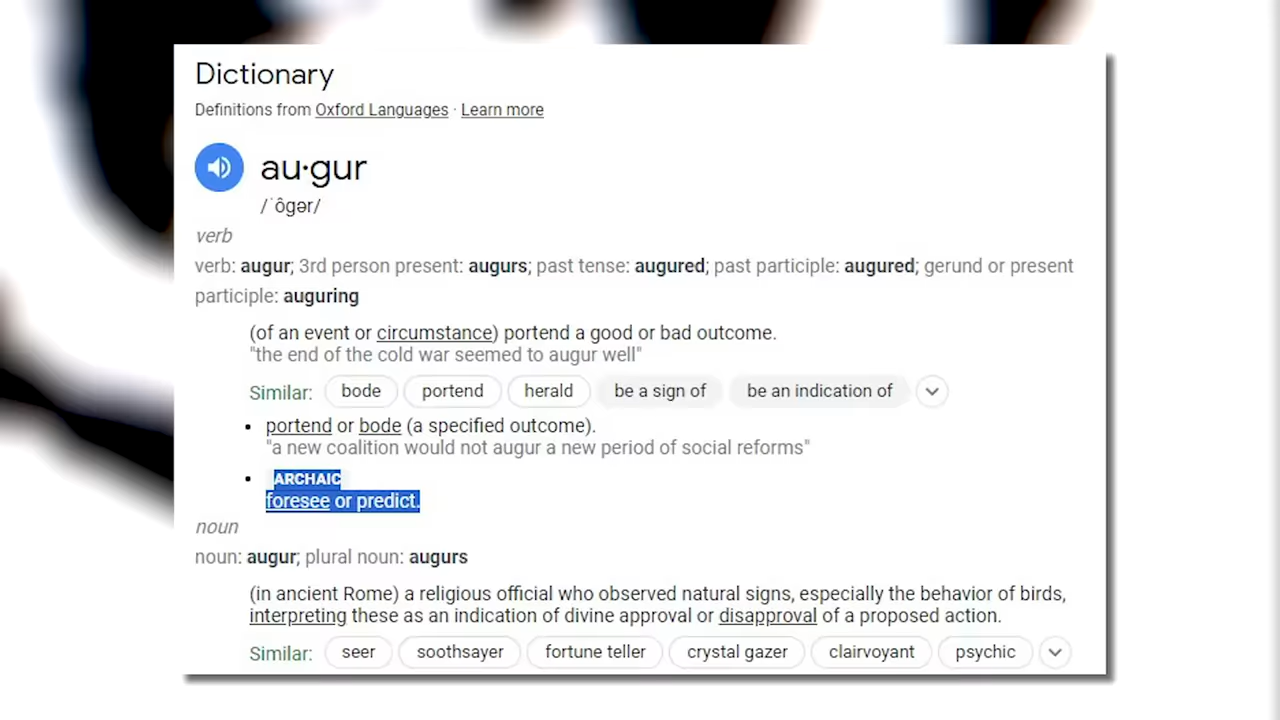 Dictionary
Definitions from Oxford Languages · Learn more
au·gur
/ˈôɡər/
verb
verb: augur; 3rd person present: augurs; past tense: augured; past participle: augured; gerund or present
participle: auguring
(of an event or circumstance) portend a good or bad outcome.
"the end of the cold war seemed to augur well"
Similar: bode portend herald be a sign of be an indication of
• portend or bode (a specified outcome).
"a new coalition would not augur a new period of social reforms"
• ARCHAIC
foresee or predict.
noun
noun: augur; plural noun: augurs
(in ancient Rome) a religious official who observed natural signs, especially the behavior of birds,
interpreting these as an indication of divine approval or disapproval of a proposed action.
Similar: seer soothsayer fortune teller crystal gazer clairvoyant psychic